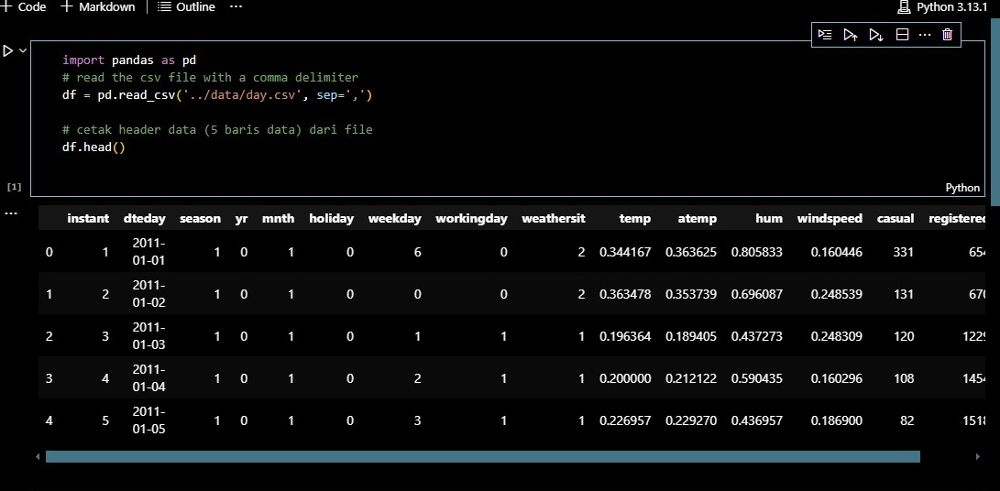 + Code + Markdown | Outline ... Python 3.13.1
import pandas as pd
# read the csv file with a comma delimiter
df = pd.read_csv('../data/day.csv', sep=',')
# cetak header data (5 baris data) dari file
df.head()
[1] Python
...
instant dteday season yr mnth holiday weekday workingday weathersit temp atemp hum windspeed casual registered
0 1 2011-01-01 1 0 1 0 6 0 2 0.344167 0.363625 0.805833 0.160446 331 654
1 2 2011-01-02 1 0 1 0 0 0 2 0.363478 0.353739 0.696087 0.248539 131 670
2 3 2011-01-03 1 0 1 0 1 1 1 0.196364 0.189405 0.437273 0.248309 120 1229
3 4 2011-01-04 1 0 1 0 2 1 1 0.200000 0.212122 0.590435 0.160296 108 1454
4 5 2011-01-05 1 0 1 0 3 1 1 0.226957 0.229270 0.436957 0.186900 82 1518